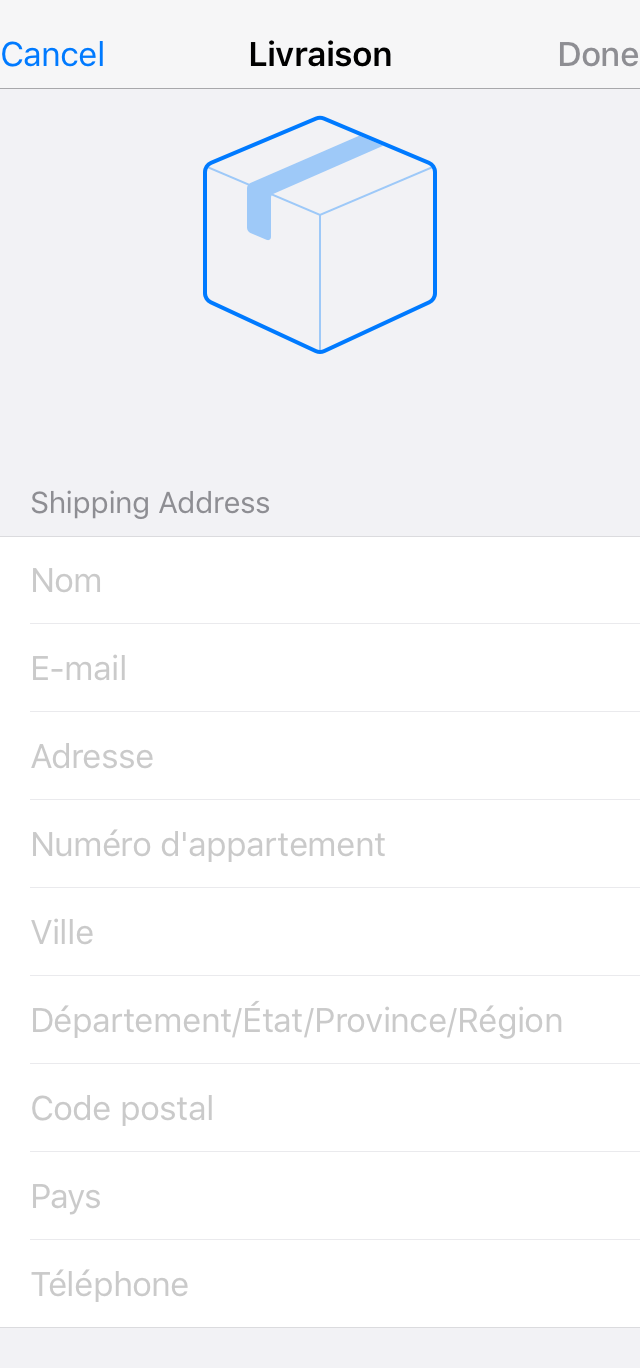 Cancel Livraison Done
Shipping Address
Nom
E-mail
Adresse
Numéro d'appartement
Ville
Département/État/Province/Région
Code postal
Pays
Téléphone